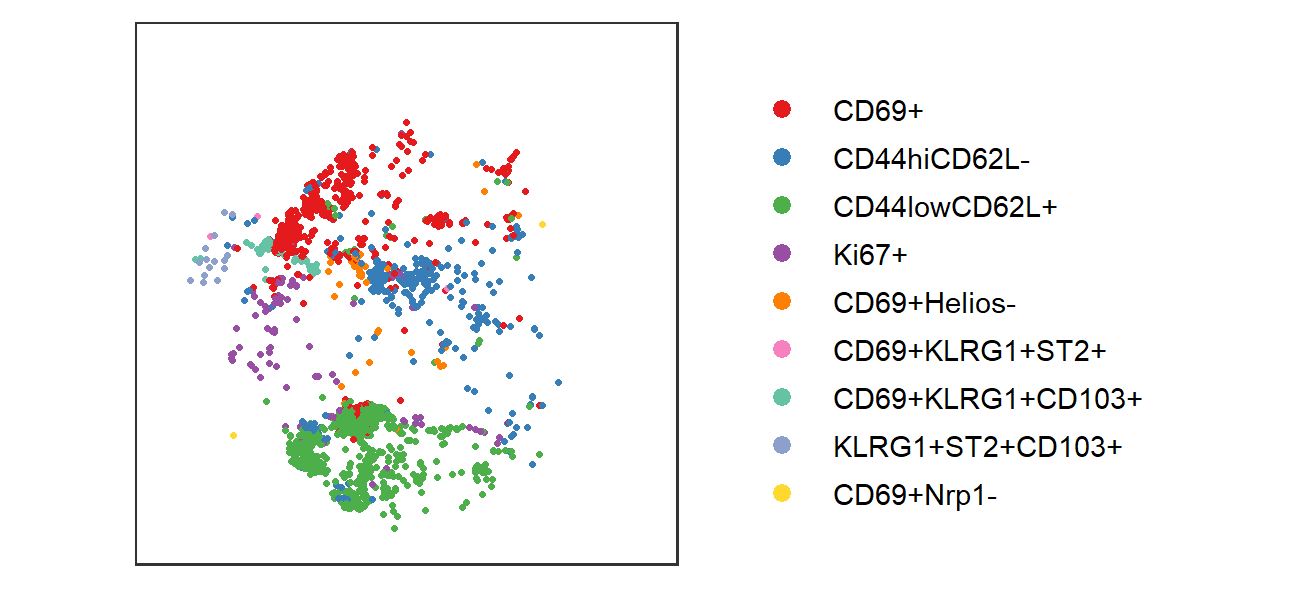 CD69+
CD44hiCD62L-
CD44lowCD62L+
Ki67+
CD69+Helios-
CD69+KLRG1+ST2+
CD69+KLRG1+CD103+
KLRG1+ST2+CD103+
CD69+Nrp1-